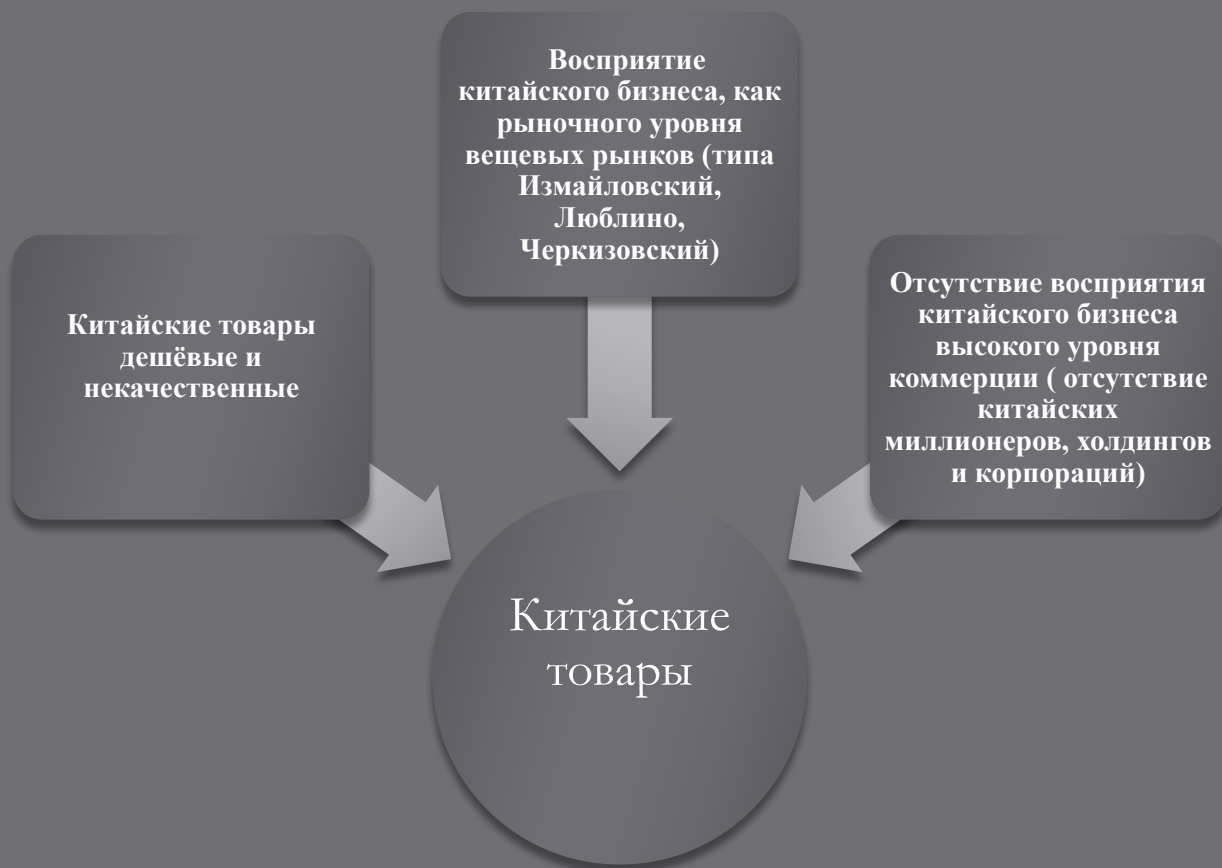 Восприятие
китайского бизнеса, как
рыночного уровня
вещевых рынков (типа
Измайловский,
Люблино,
Черкизовский)
Китайские товары
дешёвые и
некачественные
Отсутствие восприятия
китайского бизнеса
высокого уровня
коммерции ( отсутствие
китайских
миллионеров, холдингов
и корпораций)
Китайские
товары